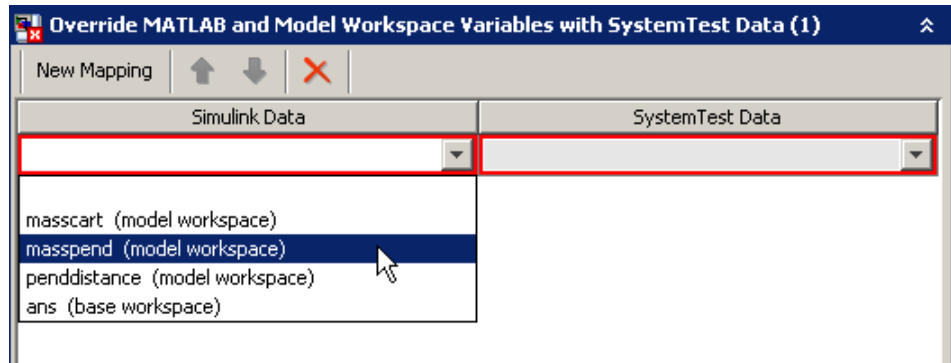 Override MATLAB and Model Workspace Variables with SystemTest Data (1)
New Mapping
Simulink Data SystemTest Data
masscart (model workspace)
masspend (model workspace)
penddistance (model workspace)
ans (base workspace)